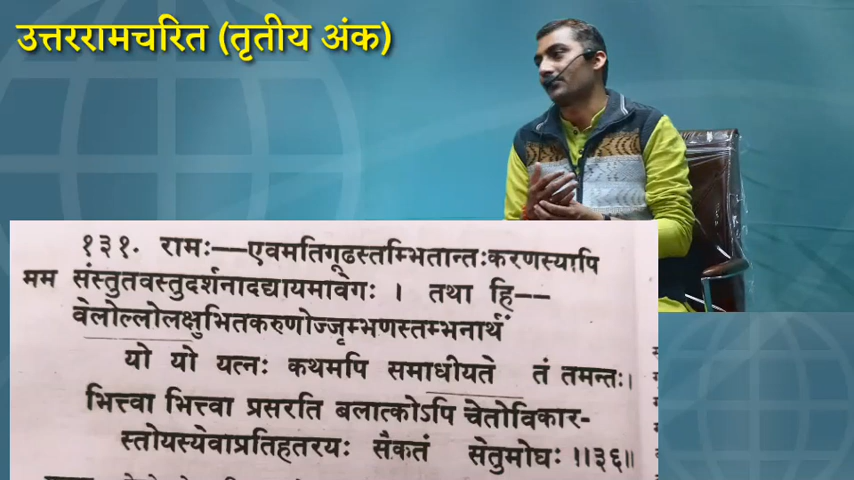 उत्तररामचरित (तृतीय अंक)
१३१. रामः––एवमतिगूढस्तम्भितान्तःकरणस्यापि
मम संस्तुतवस्तुदर्शनादद्यायमावेगः । तथा हि––
वेलोल्लोलक्षुभितकरुणोज्जृम्भणस्तम्भनार्थं
यो यो यत्नः कथमपि समाधीयते तं तमन्तः।
भित्त्वा भित्त्वा प्रसरति बलात्कोऽपि चेतोविकार-
स्तोयस्येवाप्रतिहतरयः सैकतं सेतुमोघः ।।३६॥